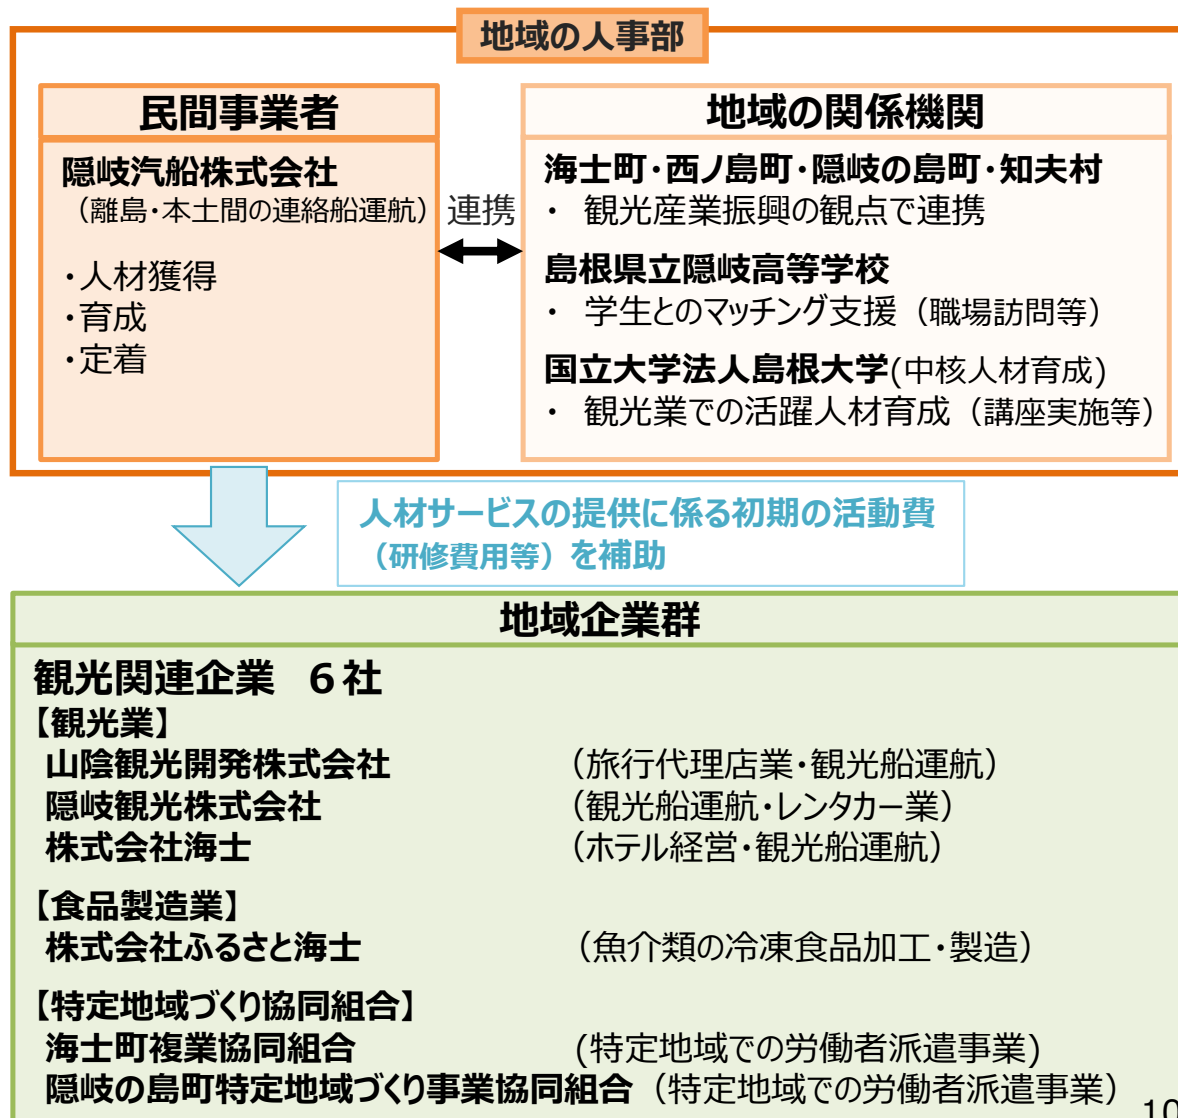 地域の人事部
民間事業者
隠岐汽船株式会社
（離島・本土間の連絡船運航）
・人材獲得
・育成
・定着
連携
地域の関係機関
海士町・西ノ島町・隠岐の島町・知夫村
・ 観光産業振興の観点で連携
島根県立隠岐高等学校
・ 学生とのマッチング支援（職場訪問等）
国立大学法人島根大学(中核人材育成)
・ 観光業での活躍人材育成（講座実施等）
人材サービスの提供に係る初期の活動費
（研修費用等）を補助
地域企業群
観光関連企業 ６社
【観光業】
山陰観光開発株式会社 （旅行代理店業・観光船運航）
隠岐観光株式会社 （観光船運航・レンタカー業）
株式会社海士 （ホテル経営・観光船運航）
【食品製造業】
株式会社ふるさと海士 （魚介類の冷凍食品加工・製造）
【特定地域づくり協同組合】
海士町複業協同組合 (特定地域での労働者派遣事業)
隠岐の島町特定地域づくり事業協同組合（特定地域での労働者派遣事業）
10